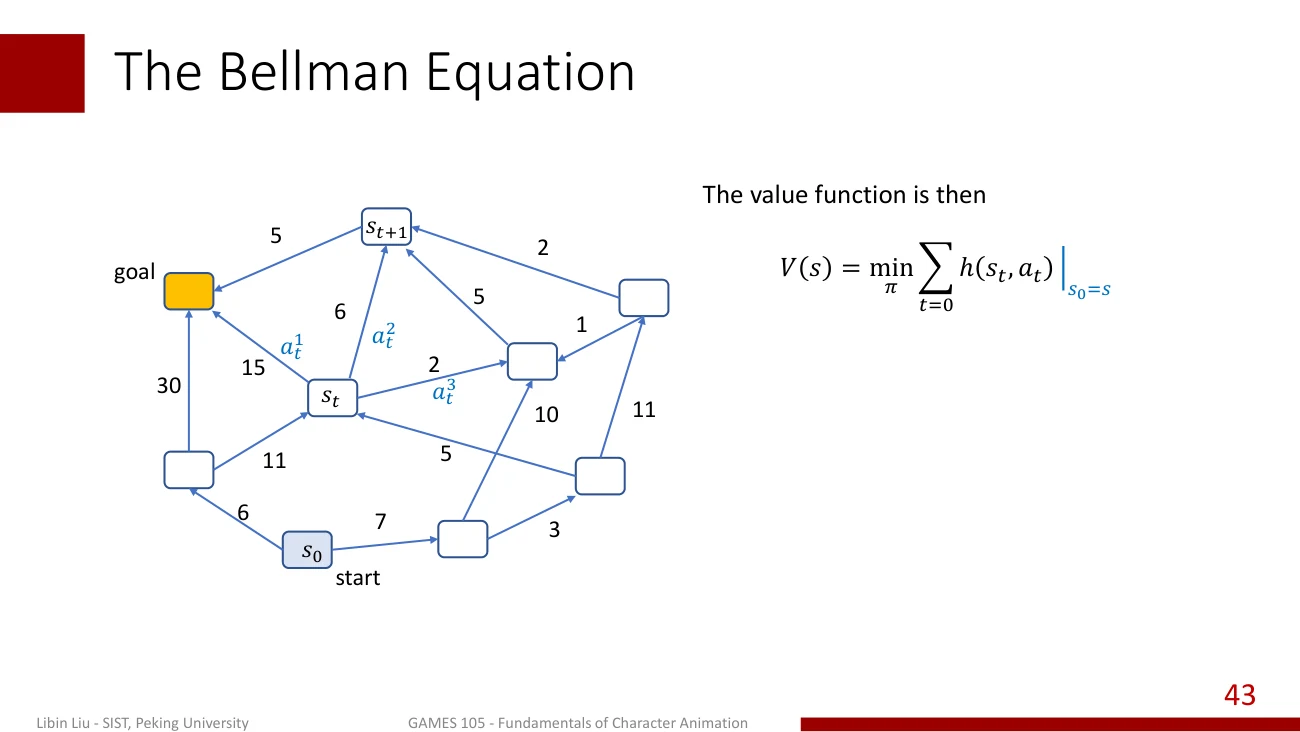 The Bellman Equation
The value function is then
V(s) = min_π ∑_{t=0} h(s_t, a_t) |_{s_0=s}
s_{t+1}
5
2
goal
6
5
1
a_t^1
a_t^2
15
2
30
s_t
a_t^3
10
11
11
5
6
7
3
s_0
start
43
Libin Liu - SIST, Peking University
GAMES 105 - Fundamentals of Character Animation